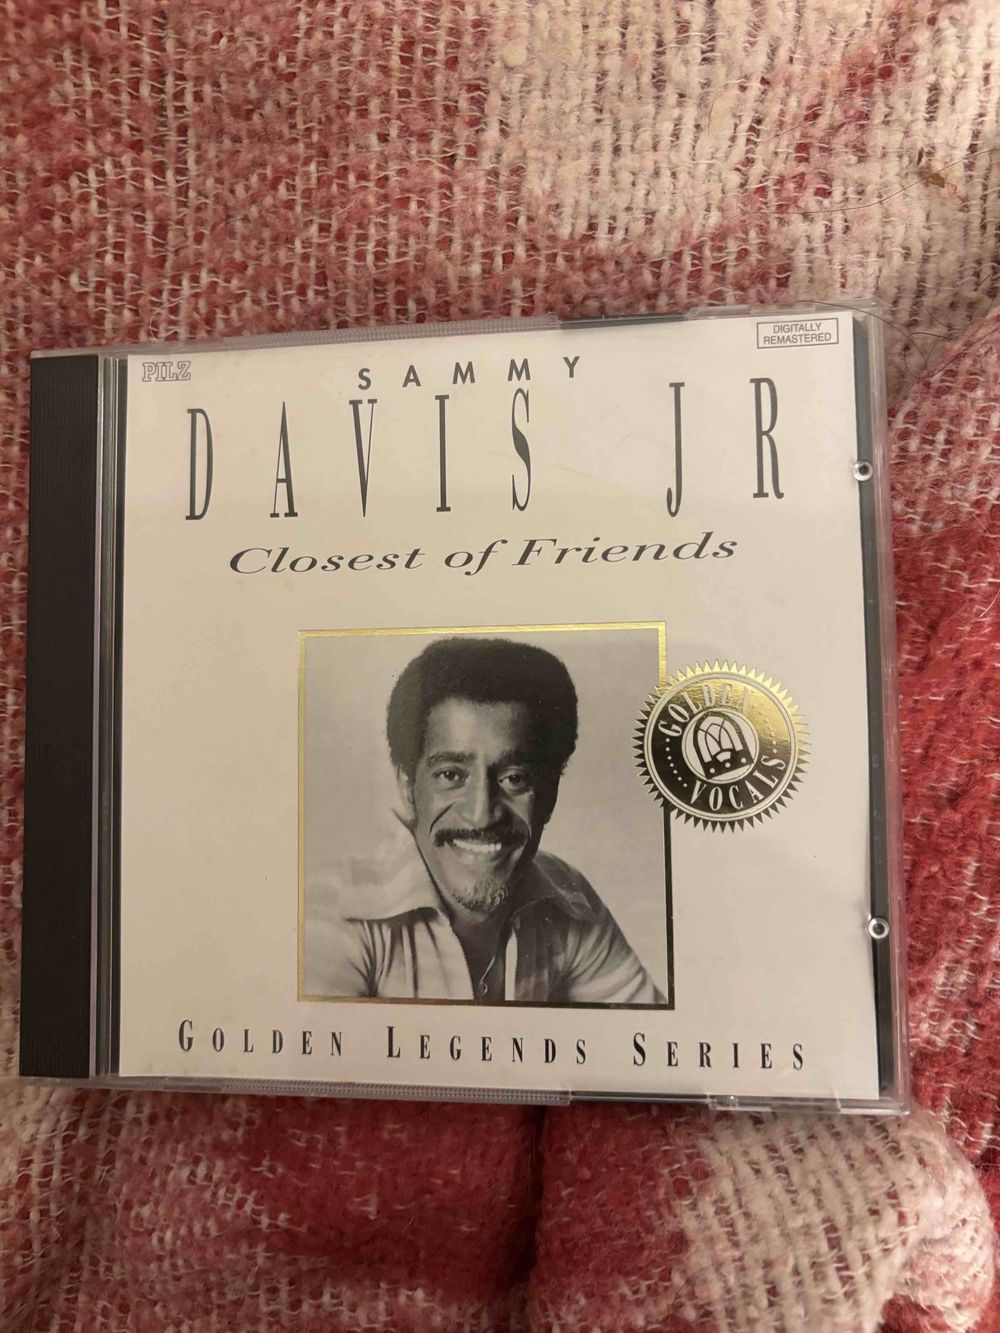 PILZ
DIGITALLY
REMASTERED
SAMMY
DAVIS JR
Closest of Friends
GOLDEN
VOCALS
GOLDEN LEGENDS SERIES